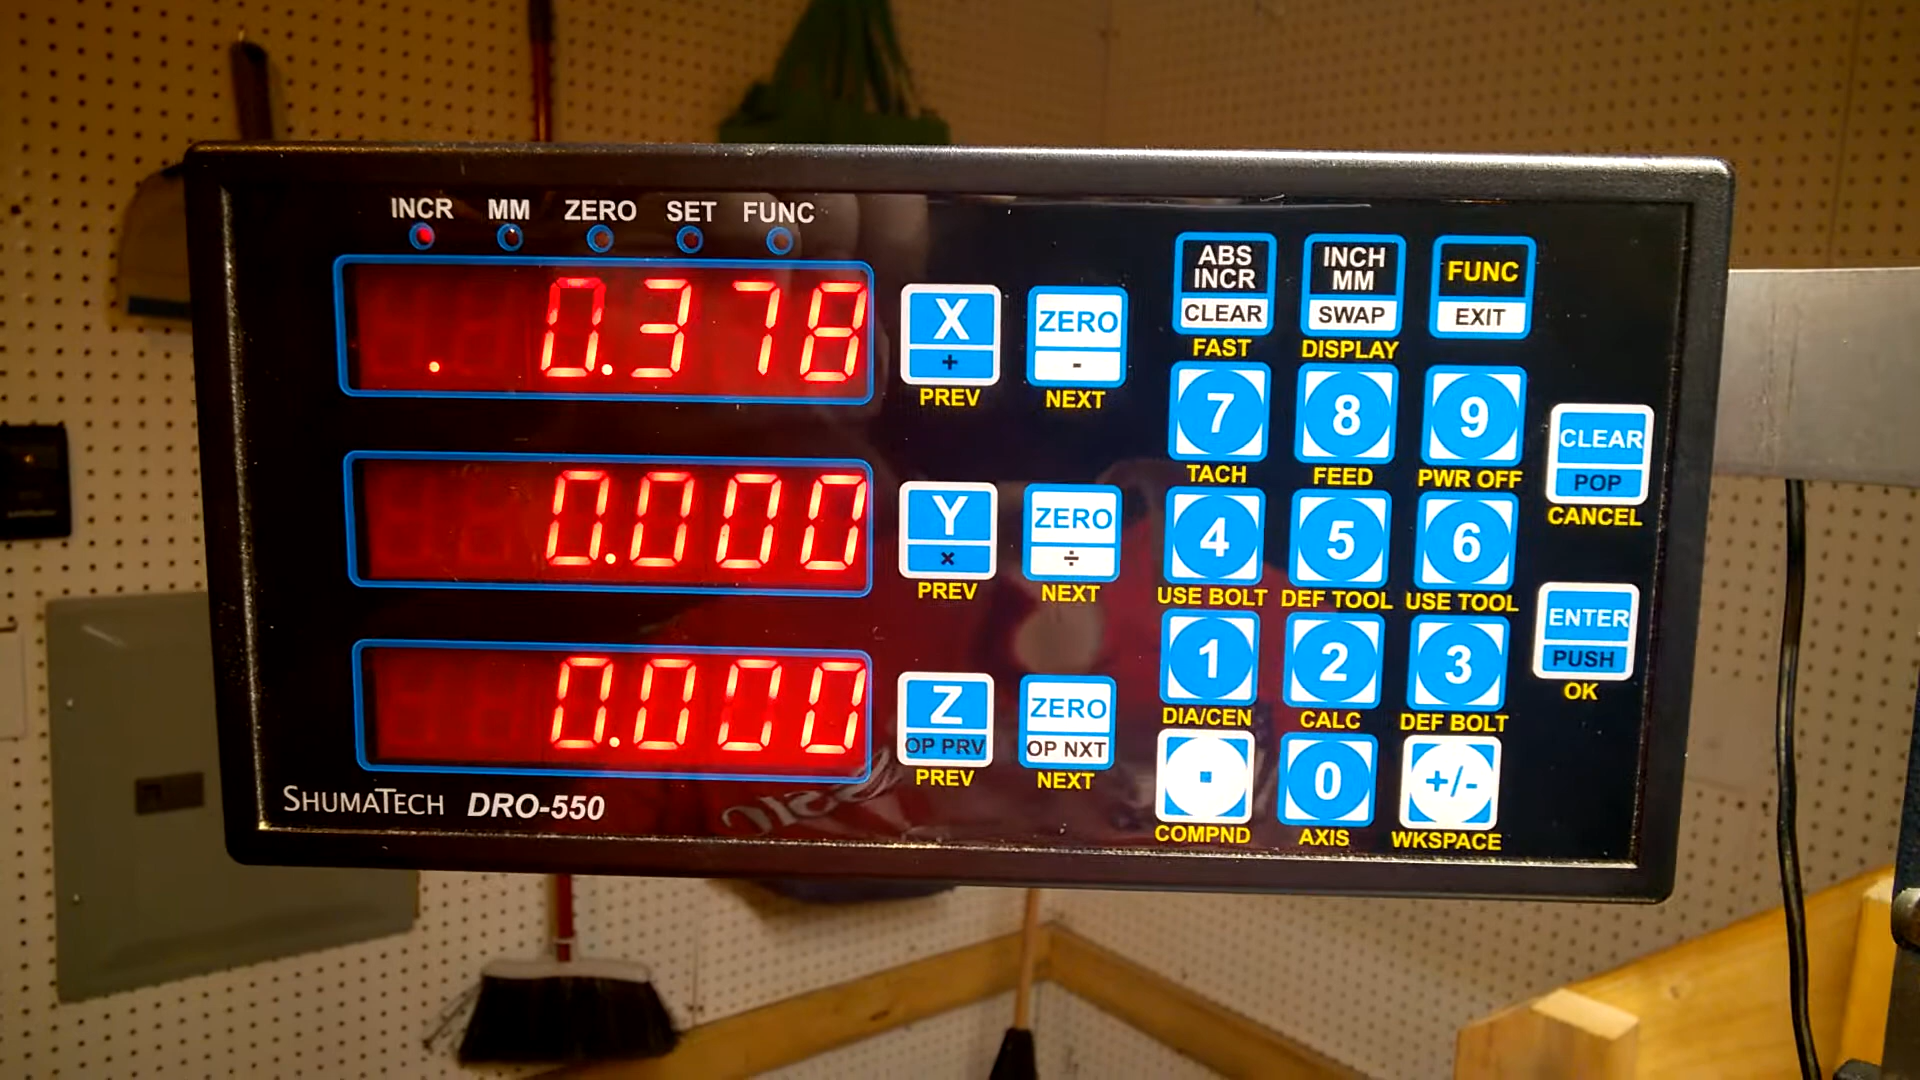 INCR MM ZERO SET FUNC
. 0.378
0.000
0.000
X
+
PREV
ZERO
-
NEXT
Y
×
PREV
ZERO
÷
NEXT
Z
OP PRV
PREV
ZERO
OP NXT
NEXT
ABS
INCR
CLEAR
FAST
INCH
MM
SWAP
DISPLAY
FUNC
EXIT
7
TACH
8
FEED
9
PWR OFF
4
USE BOLT
5
DEF TOOL
6
USE TOOL
1
DIA/CEN
2
CALC
3
DEF BOLT
.
COMPND
0
AXIS
+/-
WKSPACE
CLEAR
POP
CANCEL
ENTER
PUSH
OK
SHUMATECH DRO-550